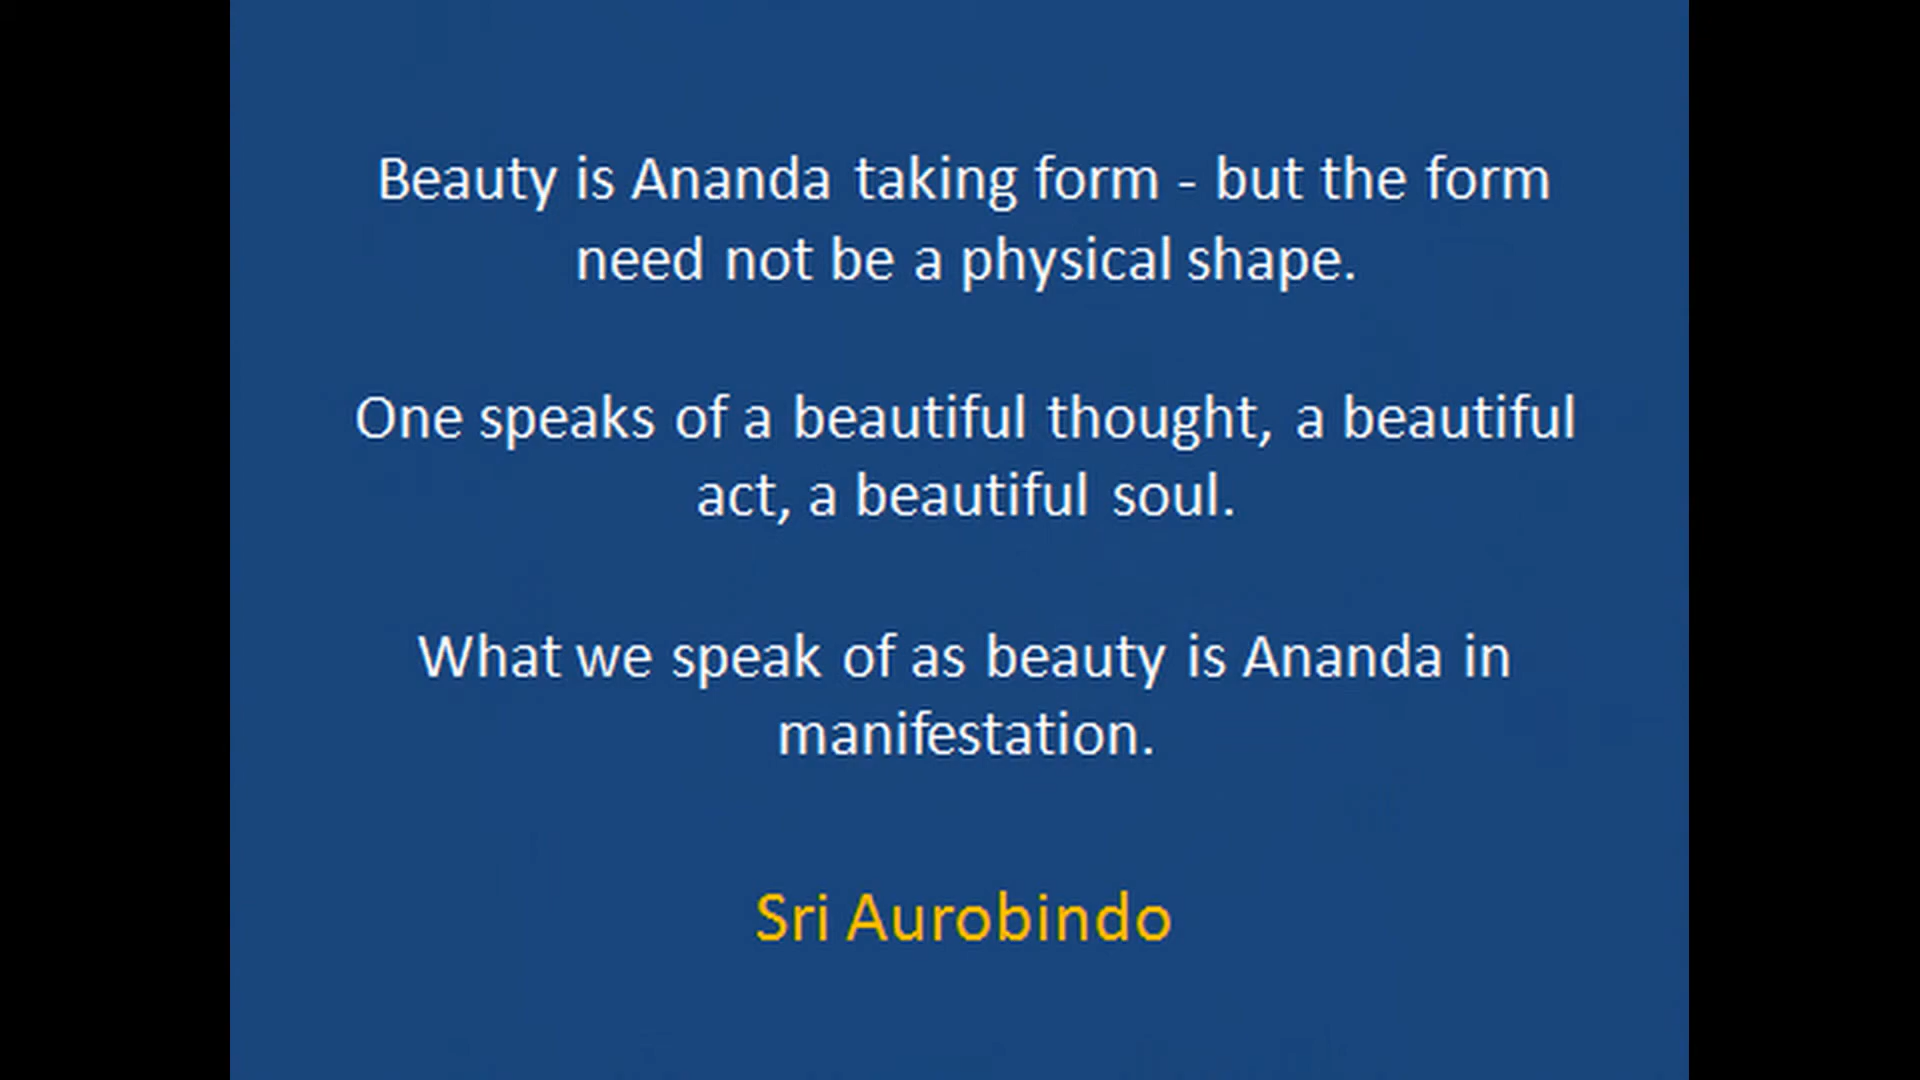 Beauty is Ananda taking form - but the form
need not be a physical shape.
One speaks of a beautiful thought, a beautiful
act, a beautiful soul.
What we speak of as beauty is Ananda in
manifestation.
Sri Aurobindo